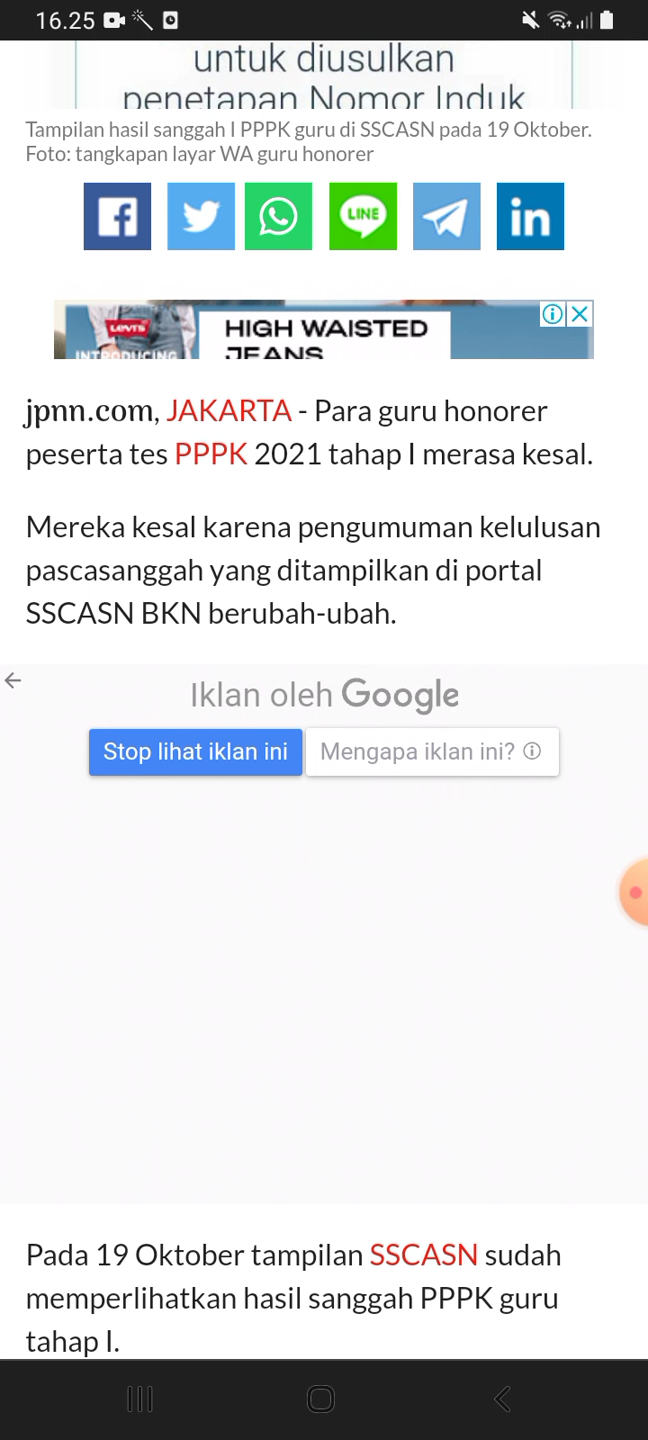 16.25
untuk diusulkan
penetapan Nomor Induk
Tampilan hasil sanggah I PPPK guru di SSCASN pada 19 Oktober.
Foto: tangkapan layar WA guru honorer
LINE
in
Levi's
HIGH WAISTED
INTRODUCING
JEANS
jpnn.com, JAKARTA - Para guru honorer
peserta tes PPPK 2021 tahap I merasa kesal.
Mereka kesal karena pengumuman kelulusan
pascasanggah yang ditampilkan di portal
SSCASN BKN berubah-ubah.
Iklan oleh Google
Stop lihat iklan ini
Mengapa iklan ini?
Pada 19 Oktober tampilan SSCASN sudah
memperlihatkan hasil sanggah PPPK guru
tahap I.